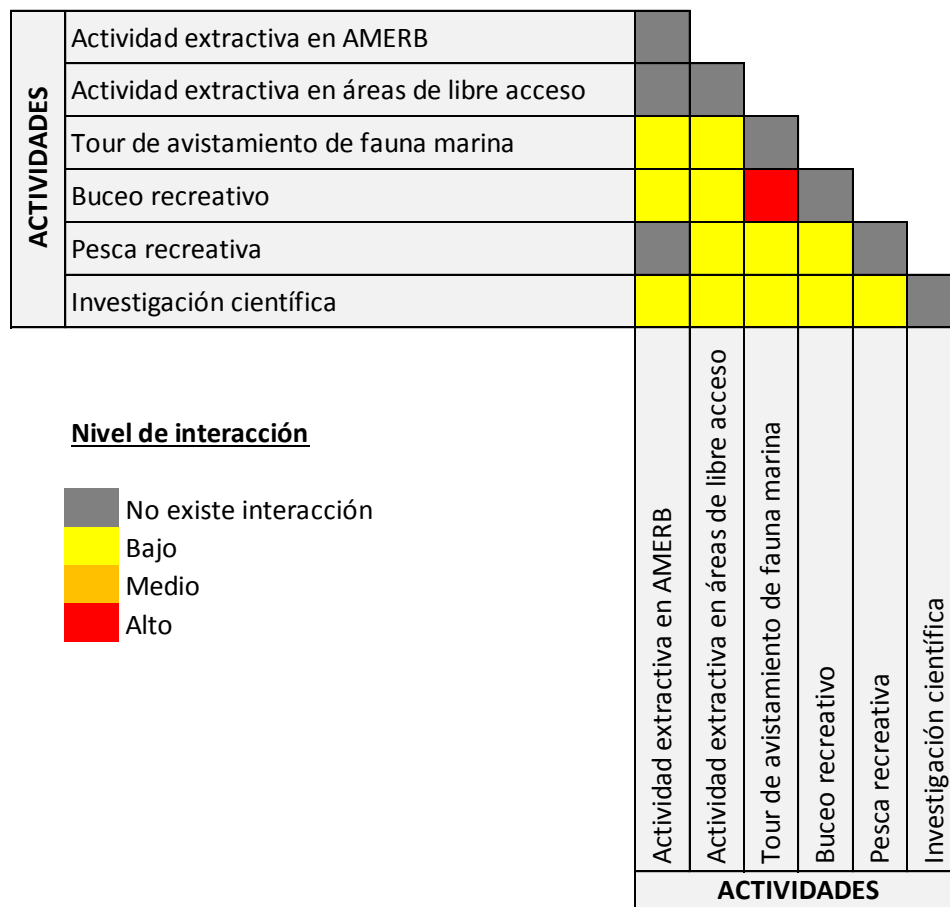 ACTIVIDADES
Actividad extractiva en AMERB
Actividad extractiva en áreas de libre acceso
Tour de avistamiento de fauna marina
Buceo recreativo
Pesca recreativa
Investigación científica
Nivel de interacción
No existe interacción
Bajo
Medio
Alto
Actividad extractiva en AMERB
Actividad extractiva en áreas de libre acceso
Tour de avistamiento de fauna marina
Buceo recreativo
Pesca recreativa
Investigación científica
ACTIVIDADES